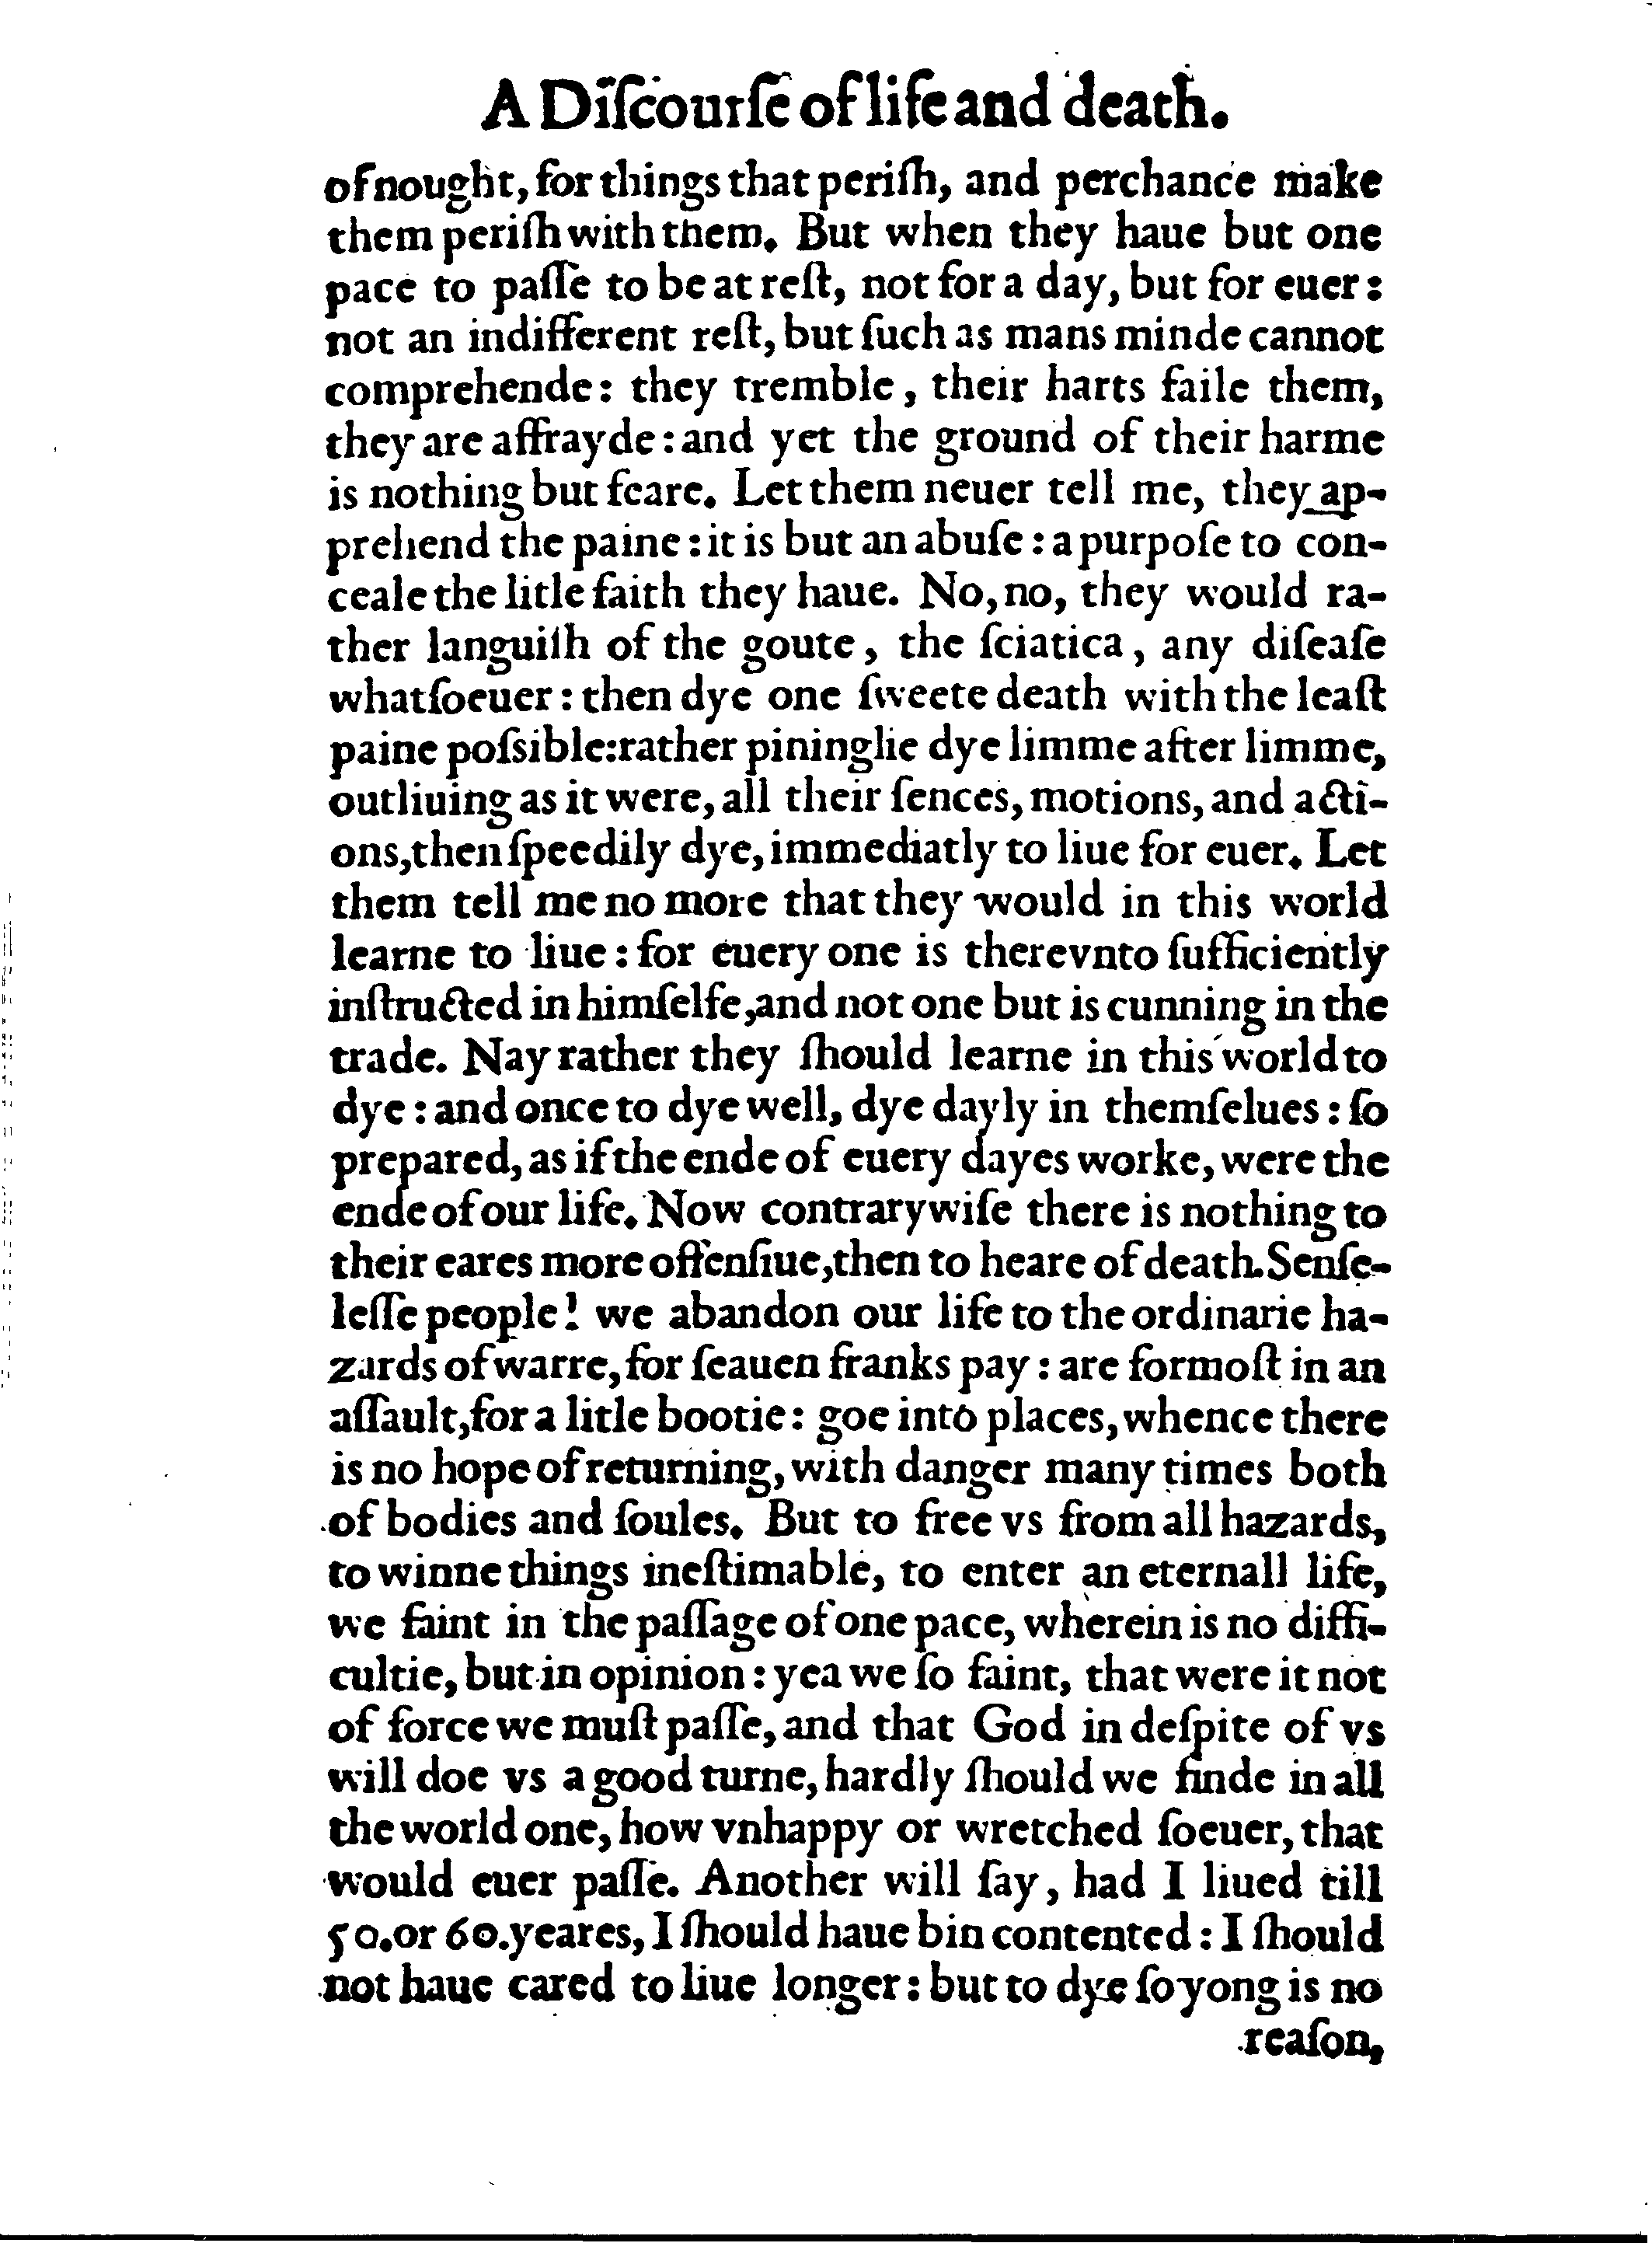 A Diſcourſe of life and death.
of nought, for things that periſh, and perchance make
them periſh with them. But when they haue but one
pace to paſſe to be at reſt, not for a day, but for euer:
not an indifferent reſt, but ſuch as mans minde cannot
comprehende: they tremble, their harts faile them,
they are affrayde: and yet the ground of their harme
is nothing but feare. Let them neuer tell me, they ap-
prehend the paine: it is but an abuſe: a purpoſe to con-
ceale the litle faith they haue. No, no, they would ra-
ther languiſh of the goute, the ſciatica, any diſeaſe
whatſoeuer: then dye one ſweete death with the leaſt
paine poſsible: rather pininglie dye limme after limme,
outliuing as it were, all their ſences, motions, and acti-
ons, then ſpeedily dye, immediatly to liue for euer. Let
them tell me no more that they would in this world
learne to liue: for euery one is therevnto ſufficiently
inſtructed in himſelfe, and not one but is cunning in the
trade. Nay rather they ſhould learne in this world to
dye: and once to dye well, dye dayly in themſelues: ſo
prepared, as if the ende of euery dayes worke, were the
ende of our life. Now contrarywiſe there is nothing to
their eares more offenſiue, then to heare of death. Senſe-
leſſe people! we abandon our life to the ordinarie ha-
zards of warre, for ſeauen franks pay: are formoſt in an
aſſault, for a litle bootie: goe into places, whence there
is no hope of returning, with danger many times both
of bodies and ſoules. But to free vs from all hazards,
to winne things ineſtimable, to enter an eternall life,
we faint in the paſſage of one pace, wherein is no diffi-
cultie, but in opinion: yea we ſo faint, that were it not
of force we muſt paſſe, and that God in deſpite of vs
will doe vs a good turne, hardly ſhould we finde in all
the world one, how vnhappy or wretched ſoeuer, that
would euer paſſe. Another will ſay, had I liued till
50. or 60. yeares, I ſhould haue bin contented: I ſhould
not haue cared to liue longer: but to dye ſo yong is no
reaſon,